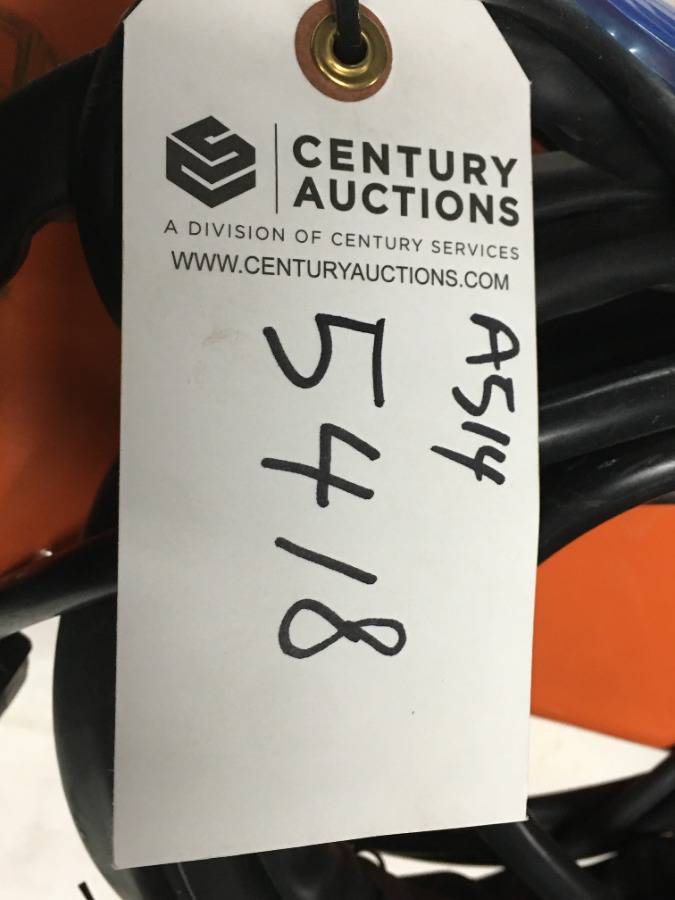 CENTURY
AUCTIONS
A DIVISION OF CENTURY SERVICES
WWW.CENTURYAUCTIONS.COM
A514
5418